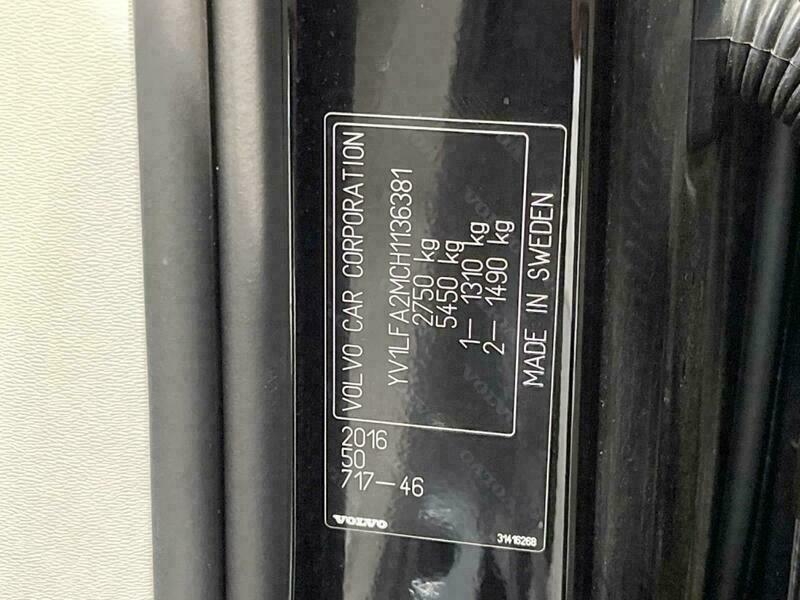 VOLVO CAR CORPORATION
YV1LFA2MCH1136381
2750 kg
5450 kg
1— 1310 kg
2— 1490 kg
MADE IN SWEDEN
2016
50
717—46
VOLVO
31416268